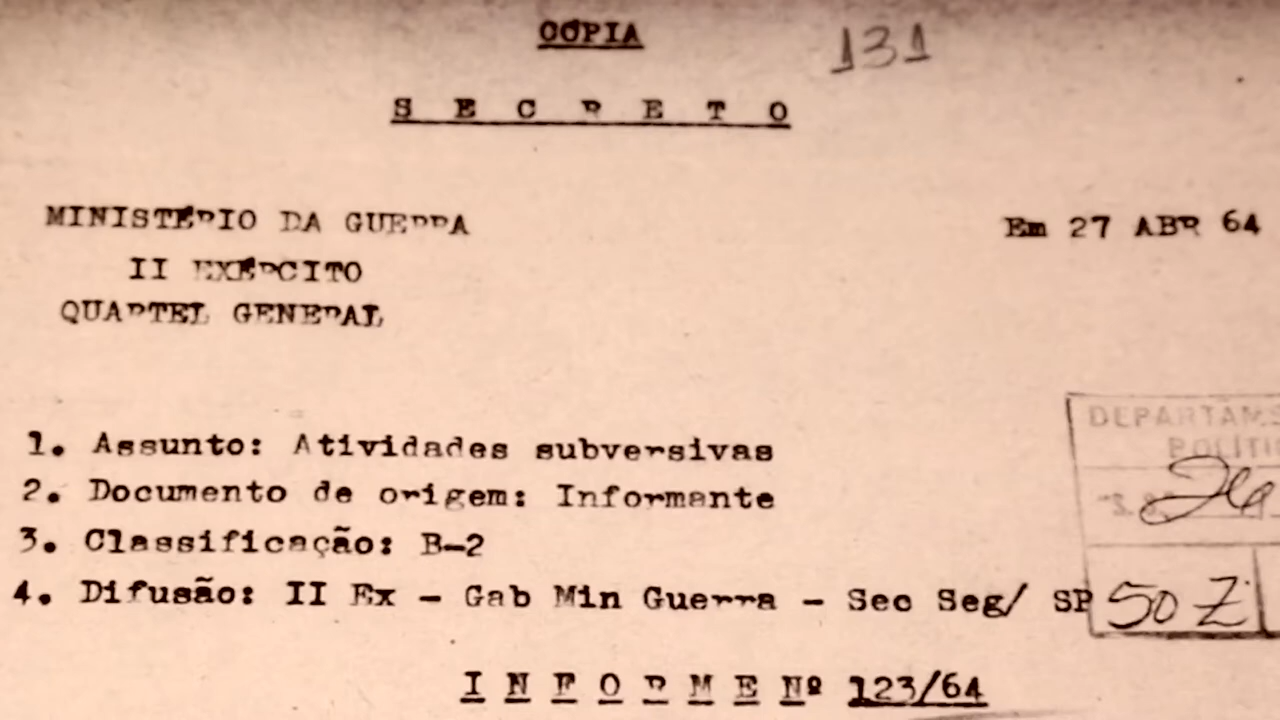 CÓPIA 131
S E C R E T O
MINISTÉRIO DA GUERRA
Em 27 ABR 64
II EXÉRCITO
QUARTEL GENERAL
1. Assunto: Atividades subversivas
2. Documento de origem: Informante
3. Classificação: B-2
4. Difusão: II Ex - Gab Min Guerra - Sec Seg/ SP
DEPARTAM
POLÍTI
50 Z
I N F O R M E Nº 123/64